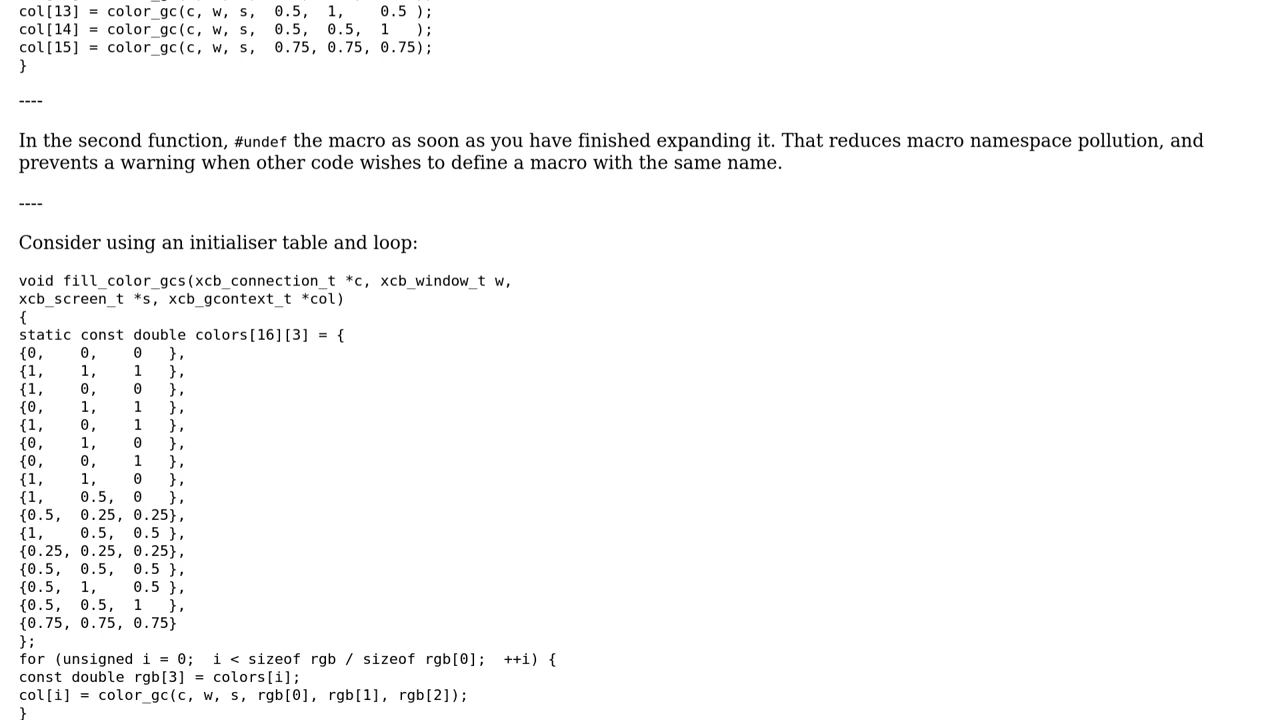 col[13] = color_gc(c, w, s,  0.5,  1,    0.5 );
col[14] = color_gc(c, w, s,  0.5,  0.5,  1   );
col[15] = color_gc(c, w, s,  0.75, 0.75, 0.75);
}
----
In the second function, #undef the macro as soon as you have finished expanding it. That reduces macro namespace pollution, and
prevents a warning when other code wishes to define a macro with the same name.
----
Consider using an initialiser table and loop:
void fill_color_gcs(xcb_connection_t *c, xcb_window_t w,
xcb_screen_t *s, xcb_gcontext_t *col)
{
static const double colors[16][3] = {
{0,    0,    0   },
{1,    1,    1   },
{1,    0,    0   },
{0,    1,    1   },
{1,    0,    1   },
{0,    1,    0   },
{0,    0,    1   },
{1,    1,    0   },
{1,    0.5,  0   },
{0.5,  0.25, 0.25},
{1,    0.5,  0.5 },
{0.25, 0.25, 0.25},
{0.5,  0.5,  0.5 },
{0.5,  1,    0.5 },
{0.5,  0.5,  1   },
{0.75, 0.75, 0.75}
};
for (unsigned i = 0;  i < sizeof rgb / sizeof rgb[0];  ++i) {
const double rgb[3] = colors[i];
col[i] = color_gc(c, w, s, rgb[0], rgb[1], rgb[2]);
}